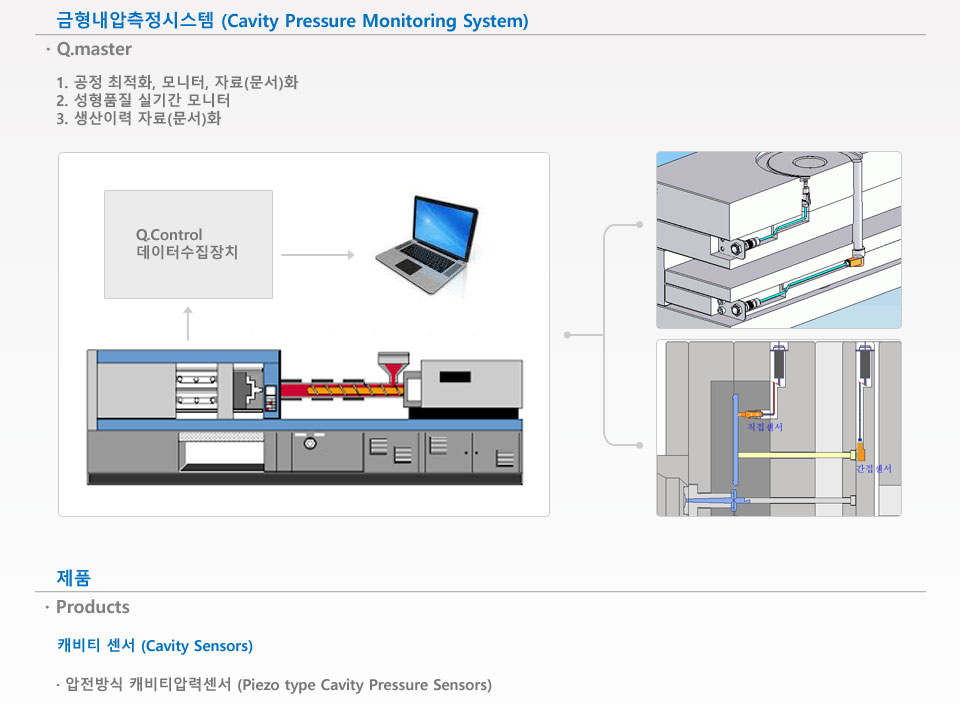 금형내압측정시스템 (Cavity Pressure Monitoring System)
· Q.master
1. 공정 최적화, 모니터, 자료(문서)화
2. 성형품질 실기간 모니터
3. 생산이력 자료(문서)화
Q.Control
데이터수집장치
직접센서
간접센서
제품
· Products
캐비티 센서 (Cavity Sensors)
· 압전방식 캐비티압력센서 (Piezo type Cavity Pressure Sensors)